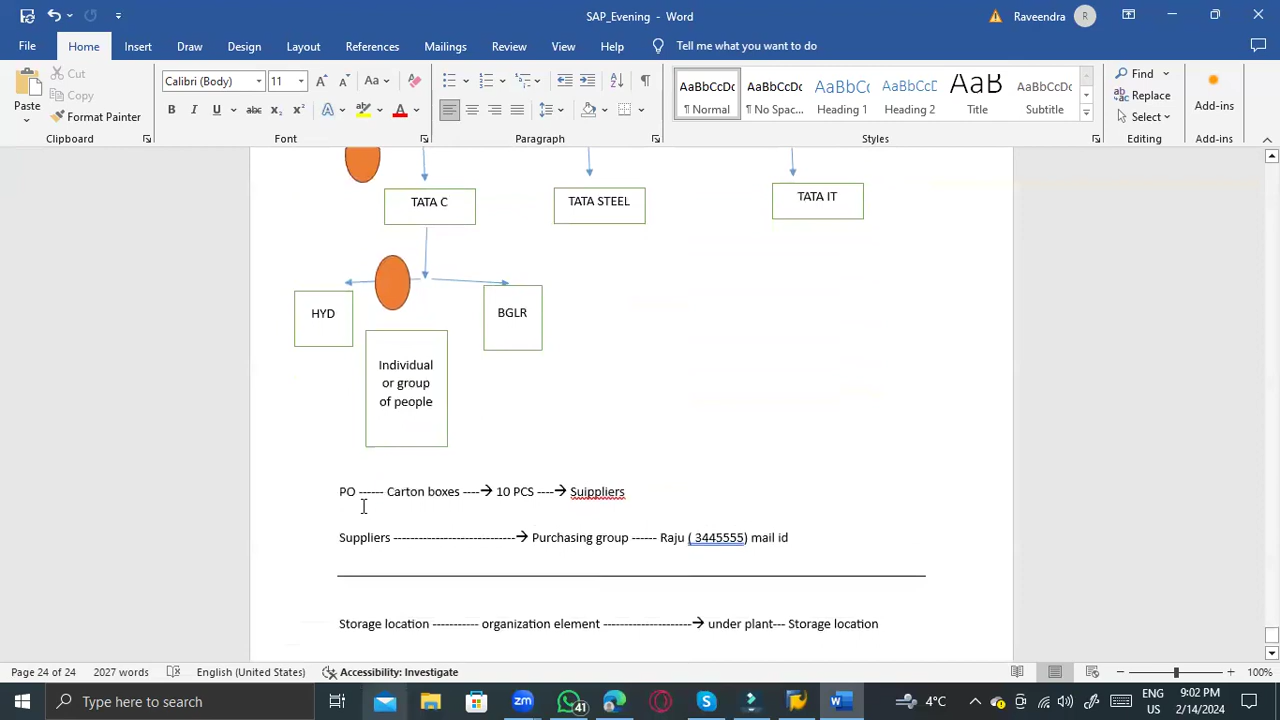 SAP_Evening - Word
Raveendra
R
File
Home
Insert
Draw
Design
Layout
References
Mailings
Review
View
Help
Tell me what you want to do
Paste
Cut
Copy
Format Painter
Clipboard
Calibri (Body)
11
Font
Paragraph
AaBbCcDc
¶ Normal
AaBbCcDc
¶ No Spac...
AaBbCcD
Heading 1
AaBbCcD
Heading 2
AaB
Title
AaBbCcD
Subtitle
Styles
Find
Replace
Select
Editing
Add-ins
Add-ins
TATA C
TATA STEEL
TATA IT
HYD
BGLR
Individual
or group
of people
PO ------ Carton boxes ----→ 10 PCS ----→ Suippliers
Suppliers -----------------------------→ Purchasing group ------ Raju ( 3445555) mail id
Storage location ----------- organization element ---------------------→ under plant--- Storage location
Page 24 of 24
2027 words
English (United States)
Accessibility: Investigate
100%
Type here to search
41
4°C
ENG
US
9:02 PM
2/14/2024